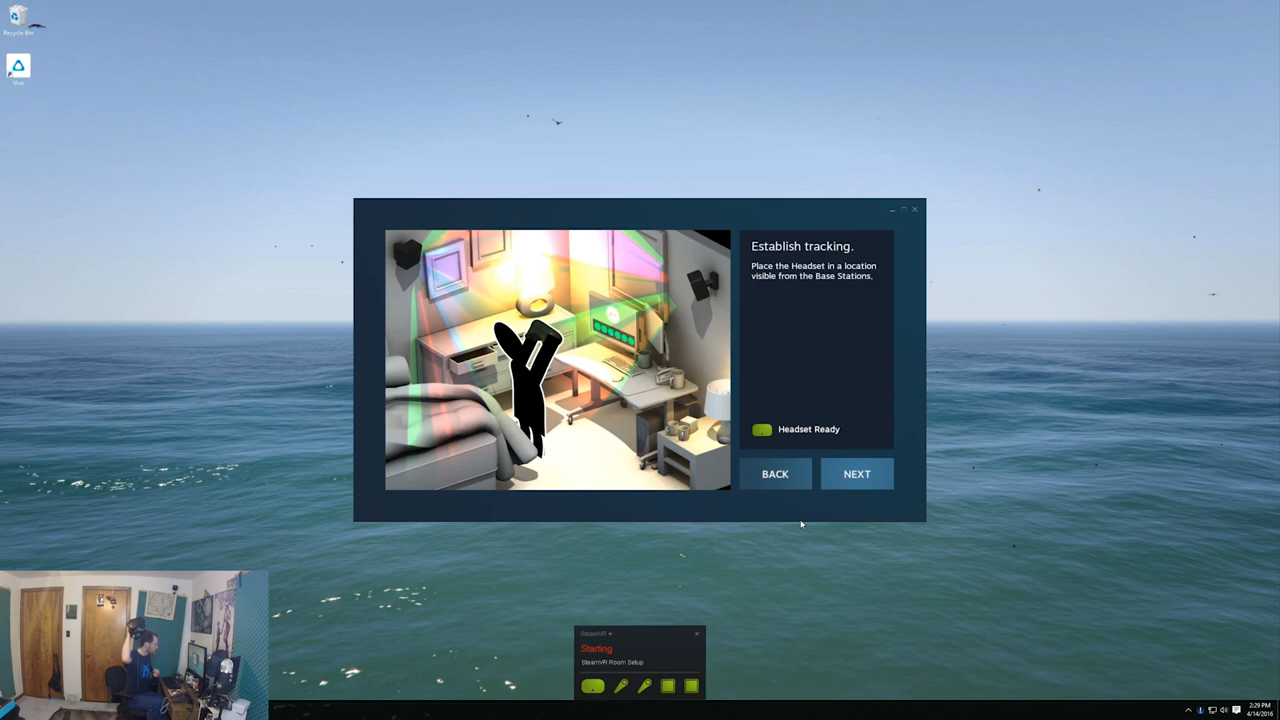 Recycle Bin
Vive
Establish tracking.
Place the Headset in a location
visible from the Base Stations.
Headset Ready
BACK
NEXT
SteamVR
Starting
SteamVR Room Setup
2:29 PM
4/14/2016